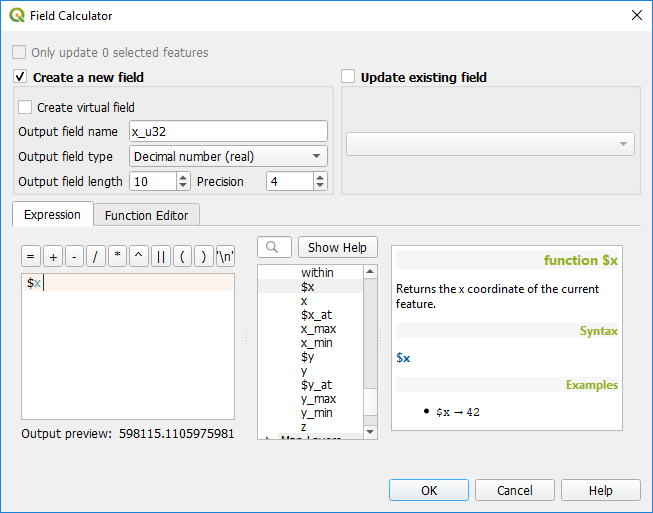 Field Calculator
Only update 0 selected features
Create a new field
Update existing field
Create virtual field
Output field name x_u32
Output field type Decimal number (real)
Output field length 10 Precision 4
Expression Function Editor
= + - / * ^ || ( ) '\n'
Show Help
$x
within
$x
x
$x_at
x_max
x_min
$y
y
$y_at
y_max
y_min
z
Map Layers
function $x
Returns the x coordinate of the current
feature.
Syntax
$x
Examples
• $x → 42
Output preview: 598115.1105975981
OK Cancel Help